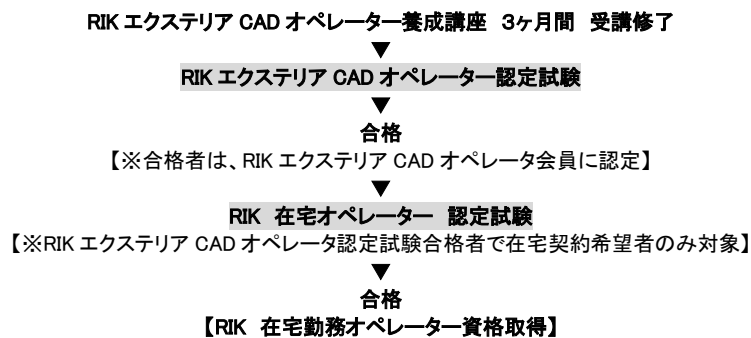 RIK エクステリア CAD オペレーター養成講座 3ヶ月間 受講修了
▼
RIK エクステリア CAD オペレーター認定試験
▼
合格
【※合格者は、RIK エクステリア CAD オペレータ会員に認定】
▼
RIK 在宅オペレーター 認定試験
【※RIK エクステリア CAD オペレータ認定試験合格者で在宅契約希望者のみ対象】
▼
合格
【RIK 在宅勤務オペレーター資格取得】